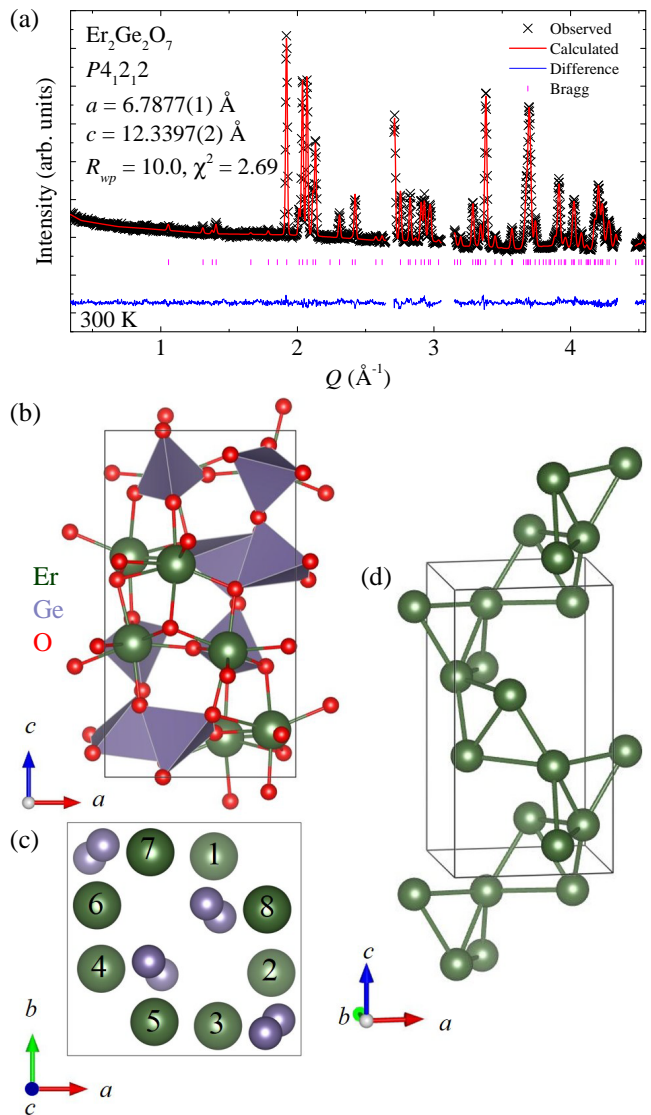 (a)
Er₂Ge₂O₇
P4₁2₁2
a = 6.7877(1) Å
c = 12.3397(2) Å
R_wp = 10.0, χ² = 2.69
Observed
Calculated
Difference
Bragg
Intensity (arb. units)
300 K
1 2 3 4
Q (Å⁻¹)
(b)
Er
Ge
O
c
a
(c)
7 1
6 8
4 2
5 3
b
a
c
(d)
c
b
a